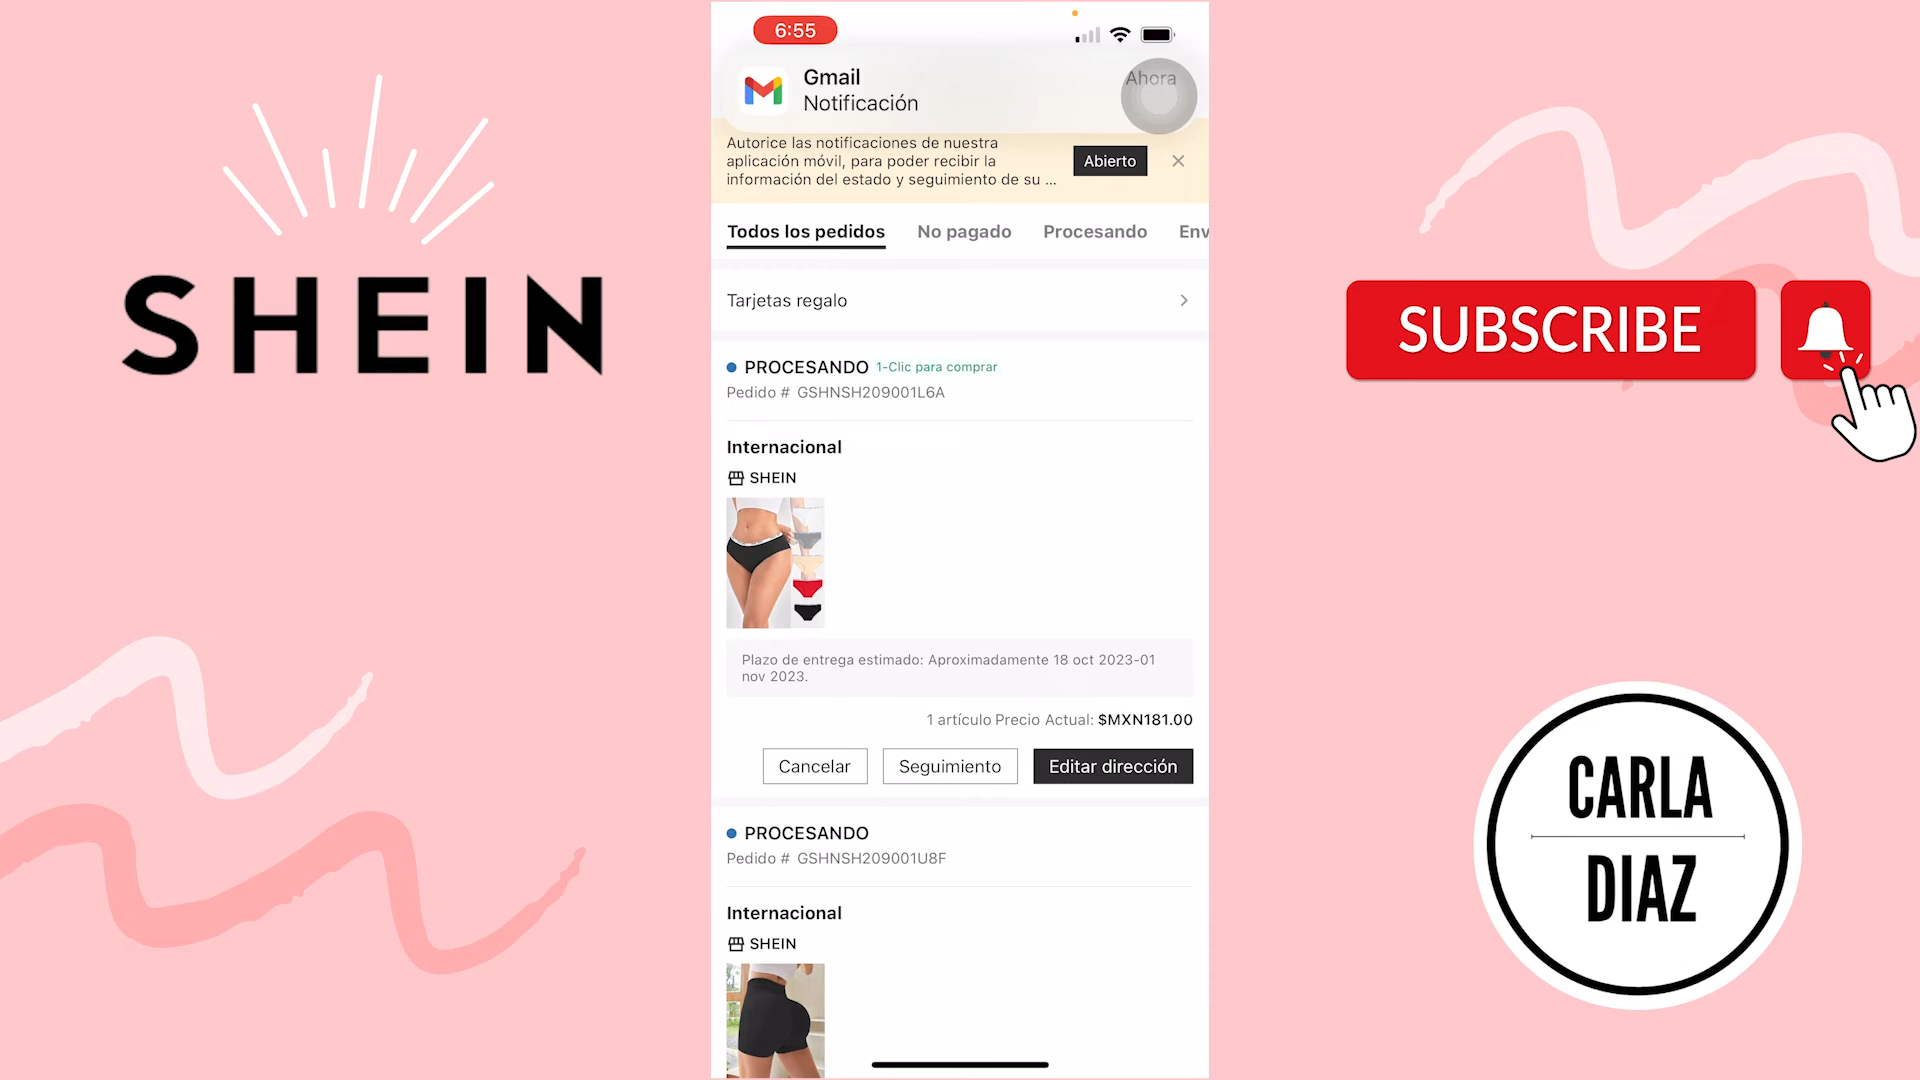 SHEIN
6:55
Gmail
Ahora
Notificación
Autorice las notificaciones de nuestra
aplicación móvil, para poder recibir la
información del estado y seguimiento de su ...
Abierto
Todos los pedidos
No pagado
Procesando
Env
Tarjetas regalo
PROCESANDO 1-Clic para comprar
Pedido # GSHNSH209001L6A
Internacional
SHEIN
Plazo de entrega estimado: Aproximadamente 18 oct 2023-01
nov 2023.
1 artículo Precio Actual: $MXN181.00
Cancelar
Seguimiento
Editar dirección
PROCESANDO
Pedido # GSHNSH209001U8F
Internacional
SHEIN
SUBSCRIBE
CARLA
DIAZ